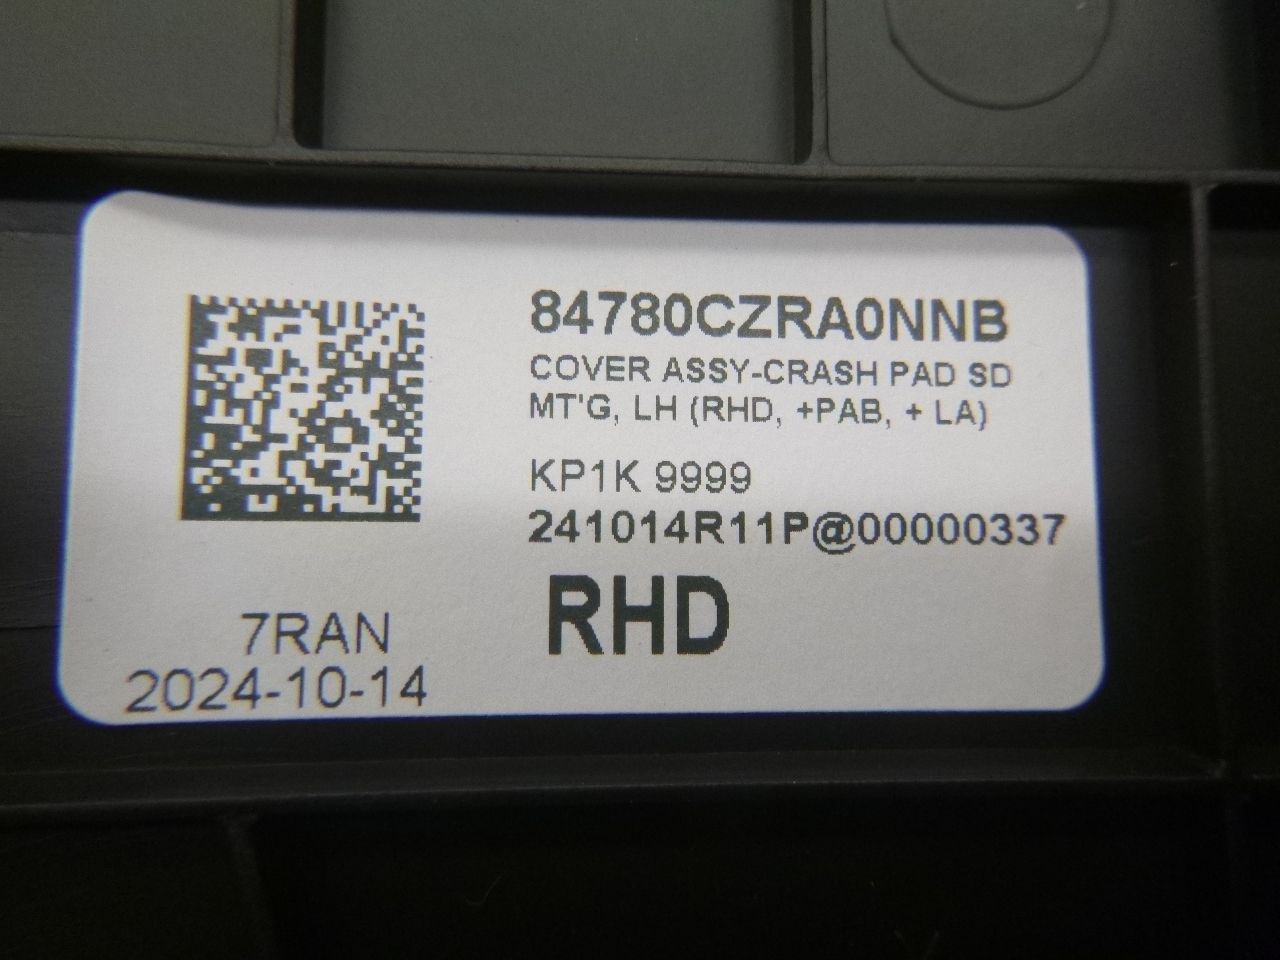 84780CZRA0NNB
COVER ASSY-CRASH PAD SD
MT'G, LH (RHD, +PAB, + LA)
KP1K 9999
241014R11P@00000337
RHD
7RAN
2024-10-14